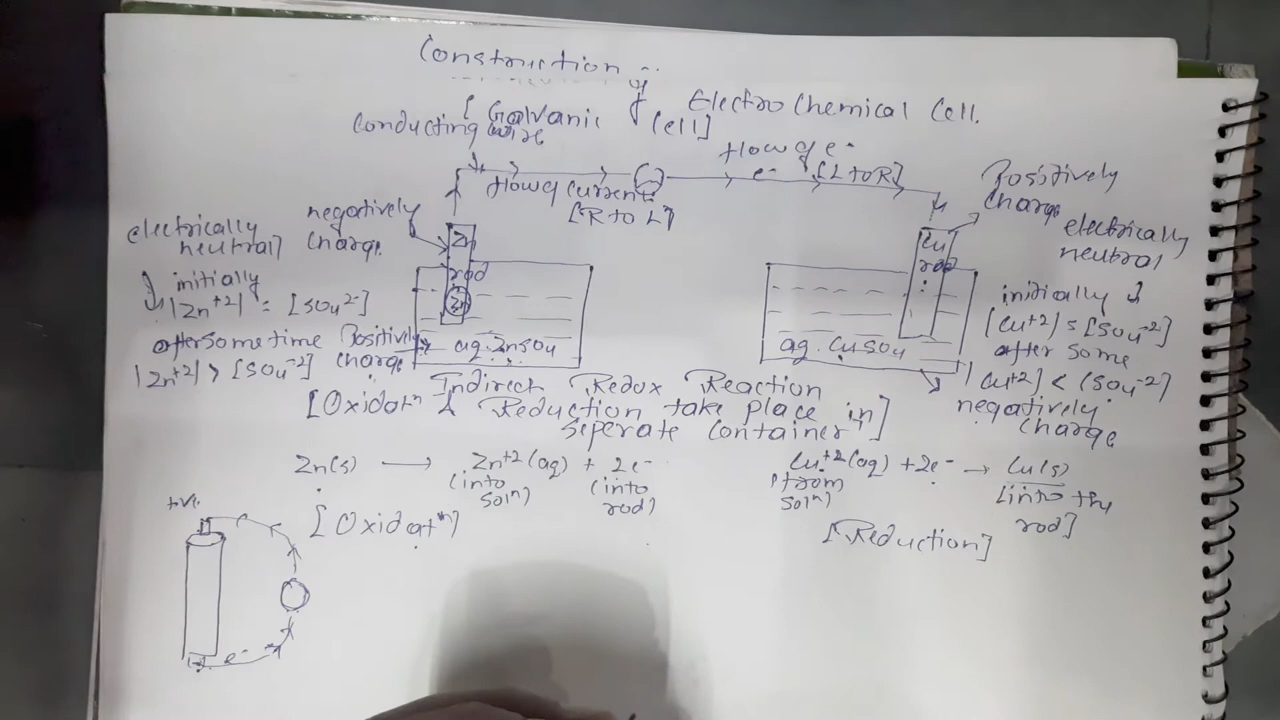 Construction of
[Galvanic Cell]
ElectroChemical Cell.
conducting wire
flow of e-
e- [L to R]
flow of current
[R to L]
Positively
charge
electrically
neutral
negatively
charge
electrically
neutral
Zn
rod
Zn
Cu
rod
initially
|Zn+2| = [SO4 2-]
after some time
|Zn+2| > [SO4-2]
Positively
charge
aq. ZnSO4
aq. CuSO4
initially
[Cu+2] = [SO4-2]
after some
[Cu+2] < [SO4-2]
negatively
charge
Indirect Redox Reaction
[Oxidatn & Reduction take place in
seperate container]
Zn(s) → Zn+2(aq) + 2e-
(into
soln)
(into
rod)
[Oxidatn]
Cu+2(aq) + 2e- → Cu(s)
(from
soln)
[into the
rod]
[Reduction]
+ve
e-